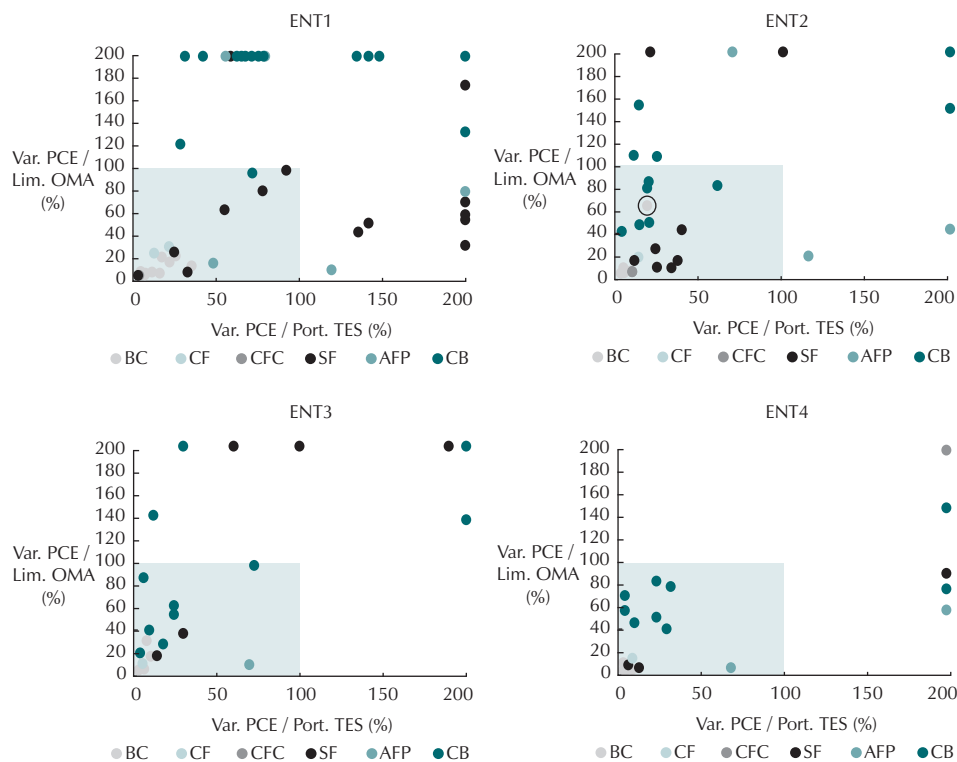 ENT1
200
180
160
140
120
100
80
60
40
20
0
Var. PCE /
Lim. OMA
(%)
0 50 100 150 200
Var. PCE / Port. TES (%)
BC CF CFC SF AFP CB
ENT2
200
180
160
140
120
100
80
60
40
20
0
Var. PCE /
Lim. OMA
(%)
0 50 100 150 200
Var. PCE / Port. TES (%)
BC CF CFC SF AFP CB
ENT3
200
180
160
140
120
100
80
60
40
20
0
Var. PCE /
Lim. OMA
(%)
0 50 100 150 200
Var. PCE / Port. TES (%)
BC CF CFC SF AFP CB
ENT4
200
180
160
140
120
100
80
60
40
20
0
Var. PCE /
Lim. OMA
(%)
0 50 100 150 200
Var. PCE / Port. TES (%)
BC CF CFC SF AFP CB